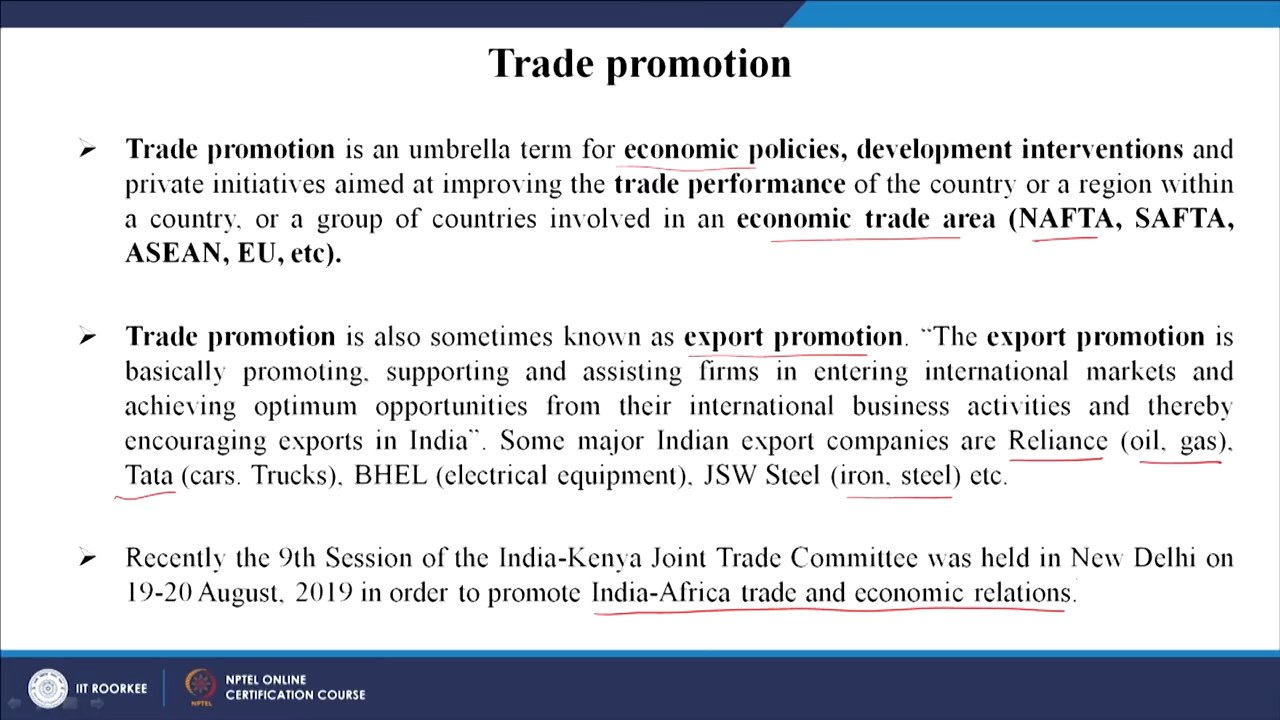 Trade promotion
➢ Trade promotion is an umbrella term for economic policies, development interventions and
private initiatives aimed at improving the trade performance of the country or a region within
a country, or a group of countries involved in an economic trade area (NAFTA, SAFTA,
ASEAN, EU, etc).
➢ Trade promotion is also sometimes known as export promotion. “The export promotion is
basically promoting, supporting and assisting firms in entering international markets and
achieving optimum opportunities from their international business activities and thereby
encouraging exports in India”. Some major Indian export companies are Reliance (oil, gas),
Tata (cars. Trucks), BHEL (electrical equipment), JSW Steel (iron, steel) etc.
➢ Recently the 9th Session of the India-Kenya Joint Trade Committee was held in New Delhi on
19-20 August, 2019 in order to promote India-Africa trade and economic relations.
IIT ROORKEE
NPTEL
NPTEL ONLINE
CERTIFICATION COURSE